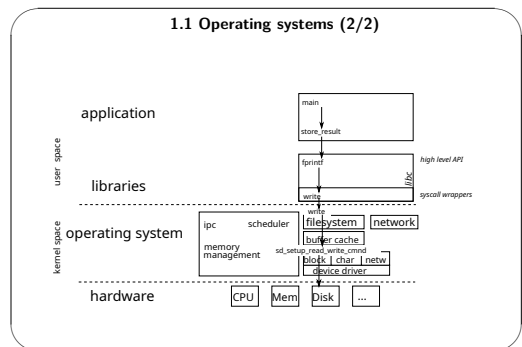 1.1 Operating systems (2/2)
main
application
store_result
user space
fprintf
high level API
libc
libraries
write
syscall wrappers
write
ipc
scheduler
filesystem
network
kernel space
operating system
buffer cache
memory
management
sd_setup_read_write_cmnd
block
char
netw
device driver
hardware
CPU
Mem
Disk
...